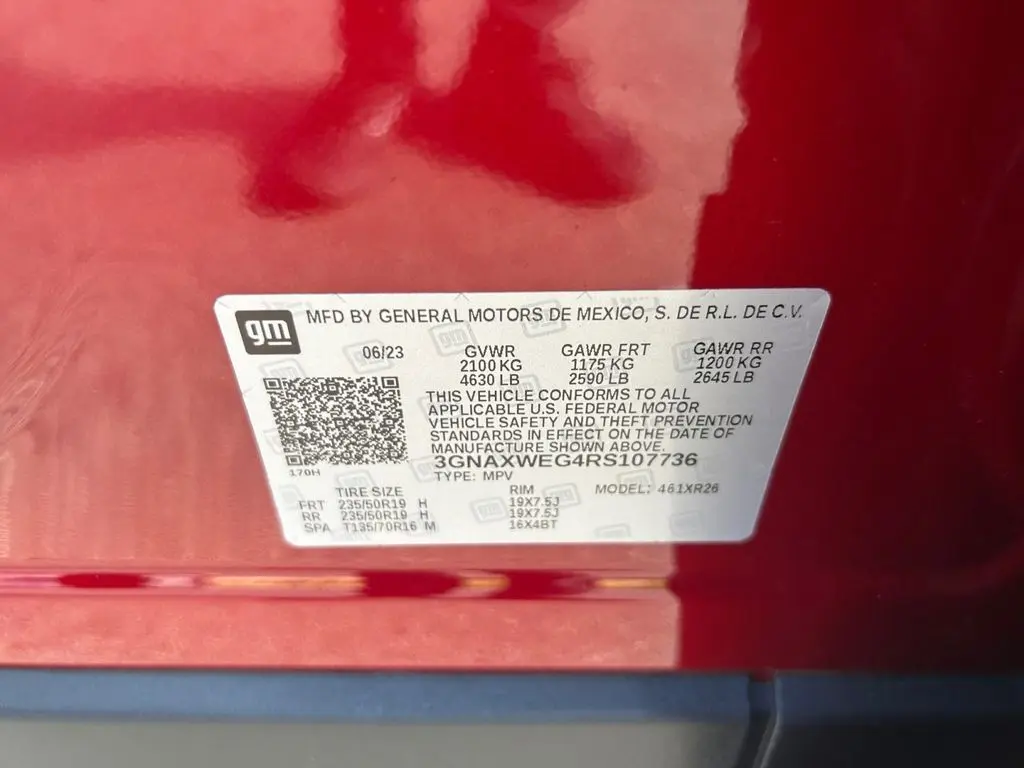 gm MFD BY GENERAL MOTORS DE MEXICO, S. DE R.L. DE C.V.
06/23 GVWR GAWR FRT GAWR RR
2100 KG 1175 KG 1200 KG
4630 LB 2590 LB 2645 LB
THIS VEHICLE CONFORMS TO ALL
APPLICABLE U.S. FEDERAL MOTOR
VEHICLE SAFETY AND THEFT PREVENTION
STANDARDS IN EFFECT ON THE DATE OF
MANUFACTURE SHOWN ABOVE.
3GNAXWEG4RS107736
170H TYPE: MPV
TIRE SIZE RIM MODEL: 461XR26
FRT 235/50R19 H 19X7.5J
RR 235/50R19 H 19X7.5J
SPA T135/70R16 M 16X4BT